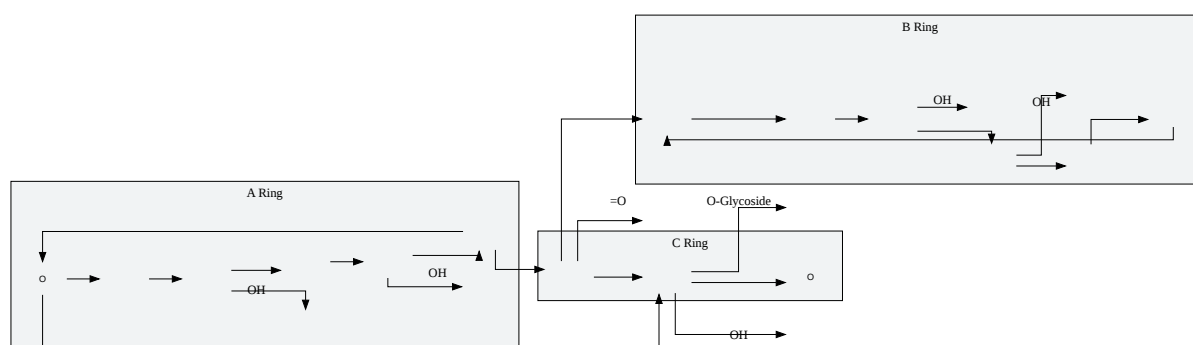 B Ring
OH
OH
A Ring
=O
O-Glycoside
C Ring
OH
O
O
OH
OH